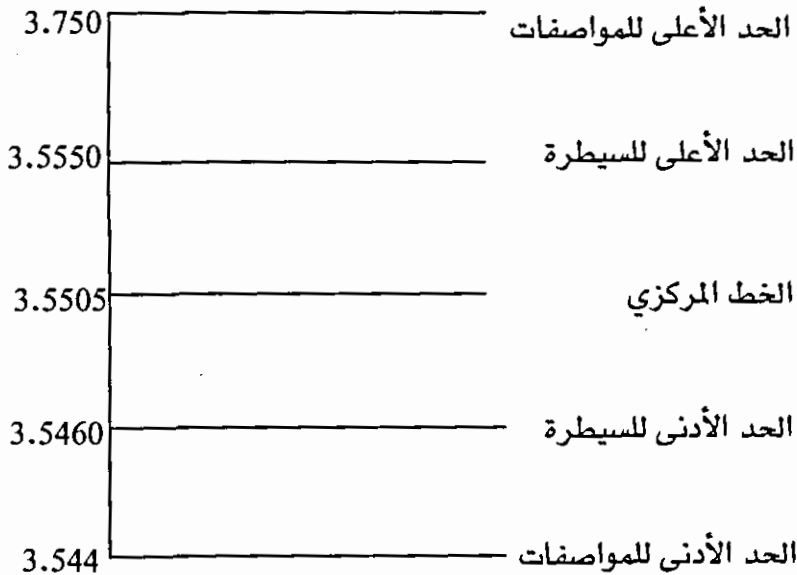 3.750 الحد الأعلى للمواصفات
3.5550 الحد الأعلى للسيطرة
3.5505 الخط المركزي
3.5460 الحد الأدنى للسيطرة
3.544 الحد الأدنى للمواصفات